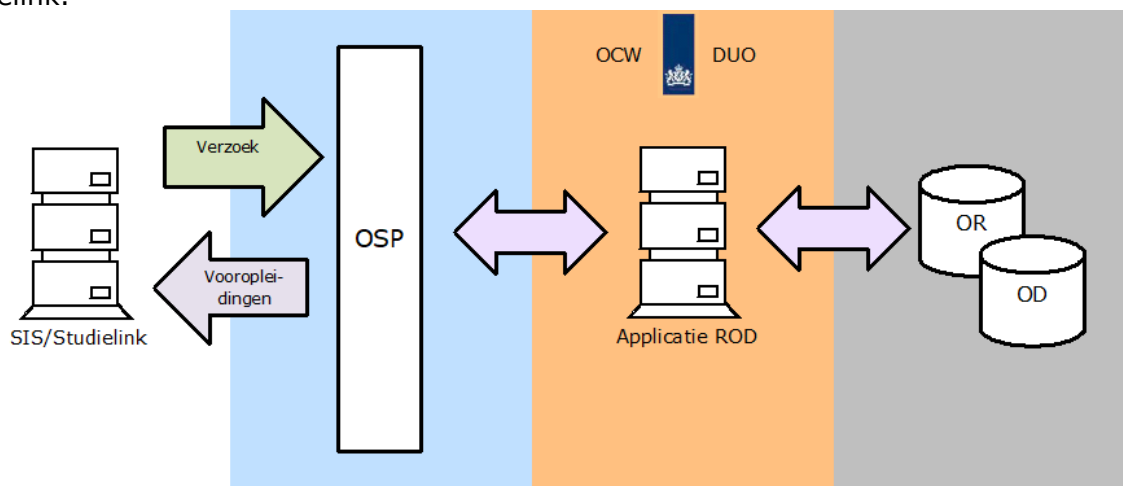 elink.
OCW DUO
Verzoek
OSP
OR
Vooroplei-
dingen
OD
SIS/Studielink
Applicatie ROD